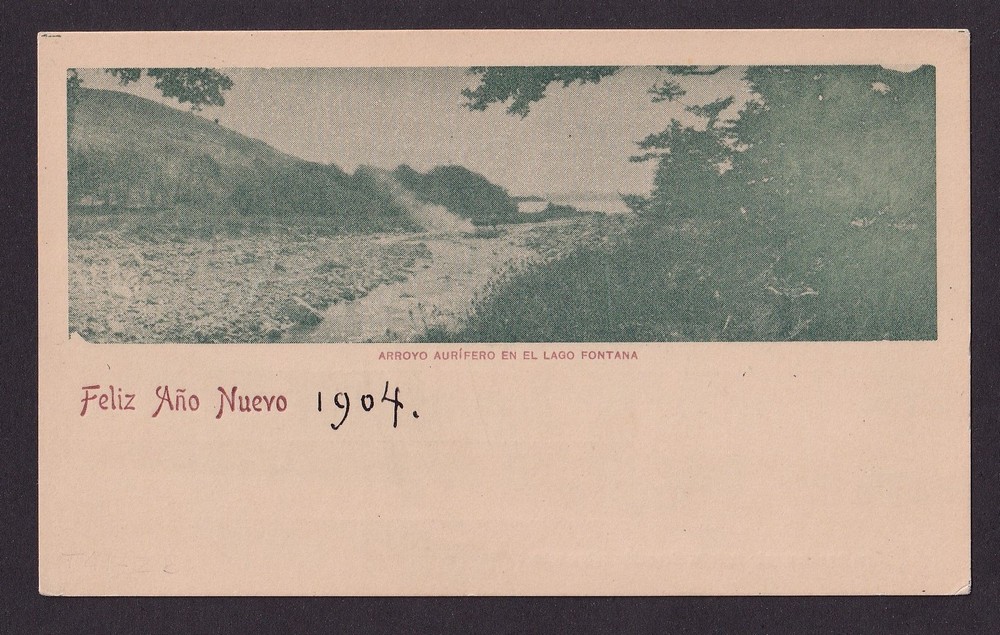 ARROYO AURÍFERO EN EL LAGO FONTANA
Feliz Año Nuevo 1904.